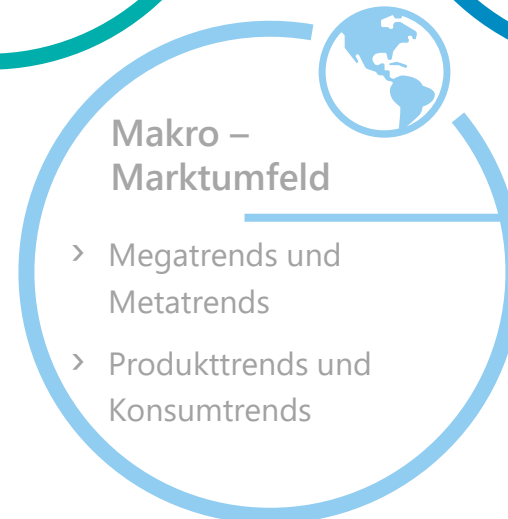 Makro –
Marktumfeld
› Megatrends und
Metatrends
› Produkttrends und
Konsumtrends